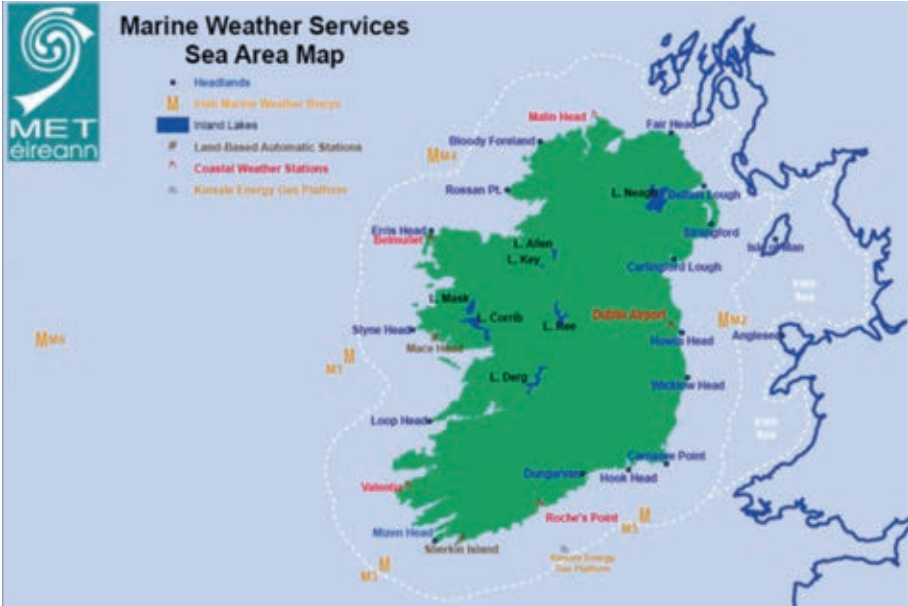 Marine Weather Services
Sea Area Map
MET
éireann
Headlands
M Irish Marine Weather Buoys
Inland Lakes
Land-Based Automatic Stations
Coastal Weather Stations
Kinsale Energy Gas Platform
Malin Head
Fair Head
Bloody Foreland
M M4
Rossan Pt.
L. Neagh
Belfast Lough
Strangford
Erris Head
Belmullet
L. Allen
L. Key
Isle of Man
Carlingford Lough
L. Mask
L. Corrib
L. Ree
Dublin Airport
M M2
Slyne Head
Howth Head
Anglesea
M M6
Mace Head
M
M1
L. Derg
Wicklow Head
Loop Head
Carnsore Point
Dungarvan
Hook Head
Valentia
Roche's Point
M
M5
Mizen Head
Sherkin Island
Kinsale Energy
Gas Platform
M
M3